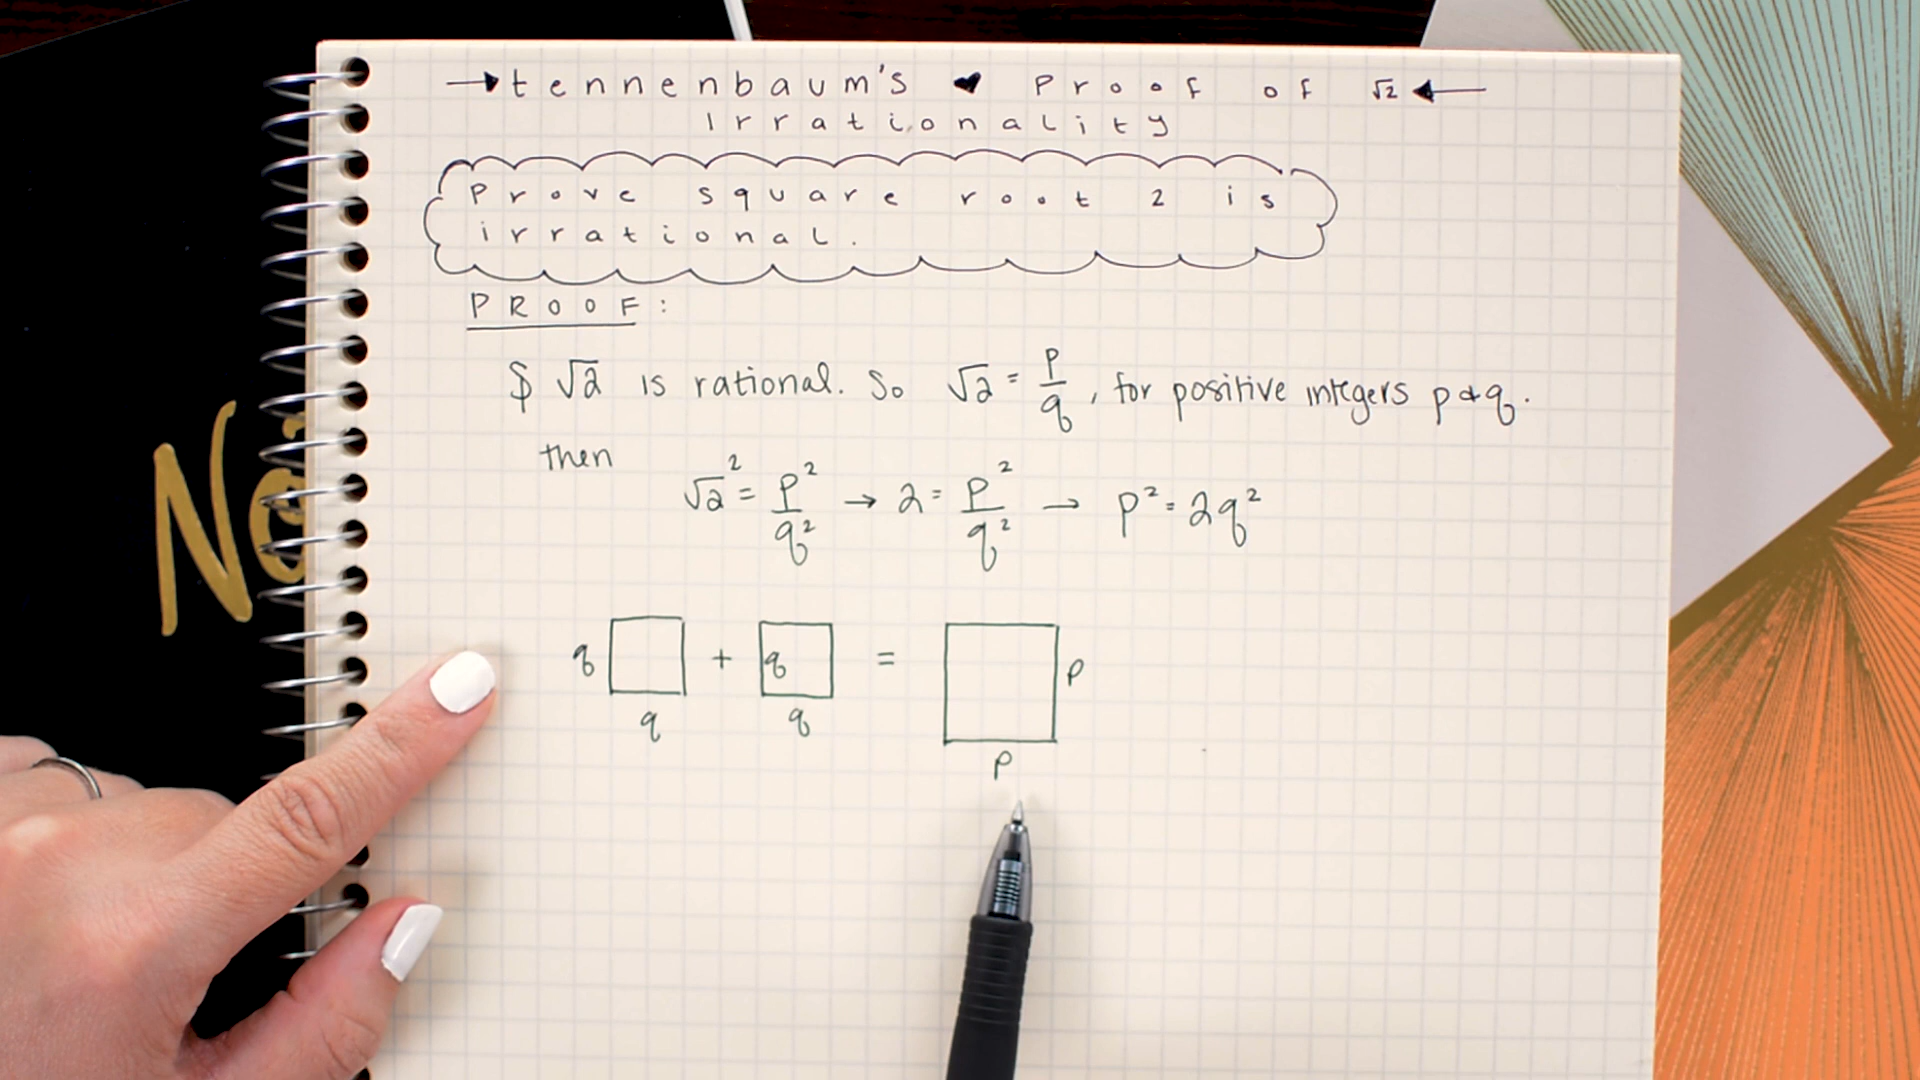 → tennenbaum's ♥ Proof of √2 ←
Irrationality
Prove square root 2 is
irrational.
PROOF:
$ √2 is rational. So √2 = p/q, for positive integers p & q.
then
√2² = p²/q² → 2 = p²/q² → p² = 2q²
q + q = p
q q p
No